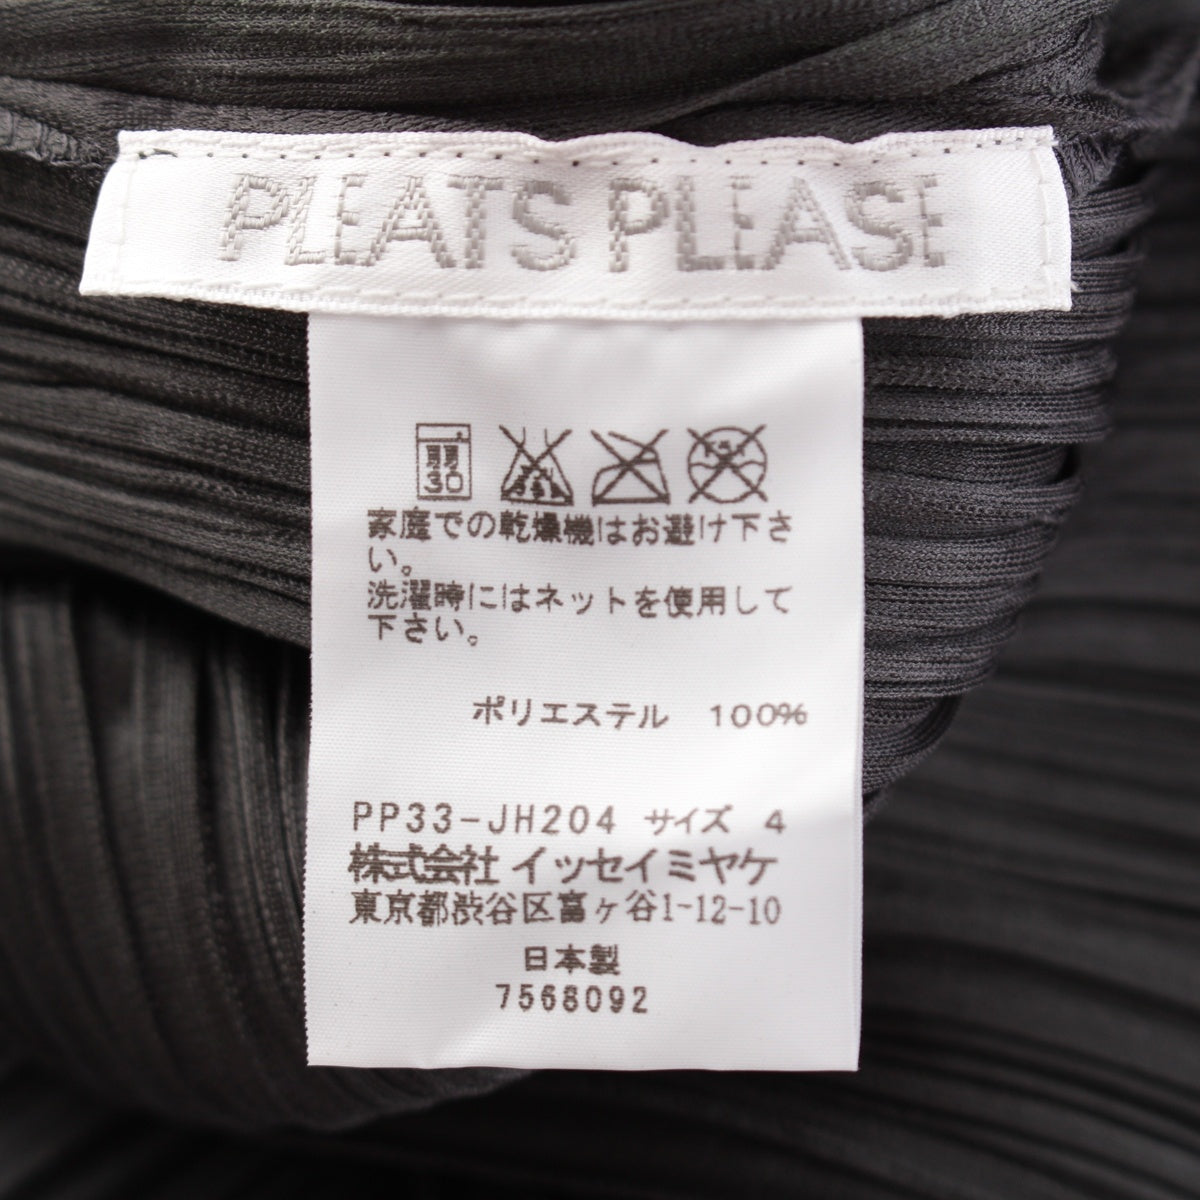 PLEATS PLEASE
弱
30
家庭での乾燥機はお避け下さ
い。
洗濯時にはネットを使用して
下さい。
ポリエステル 100%
PP33-JH204 サイズ 4
株式会社 イッセイミヤケ
東京都渋谷区富ヶ谷1-12-10
日本製
7568092